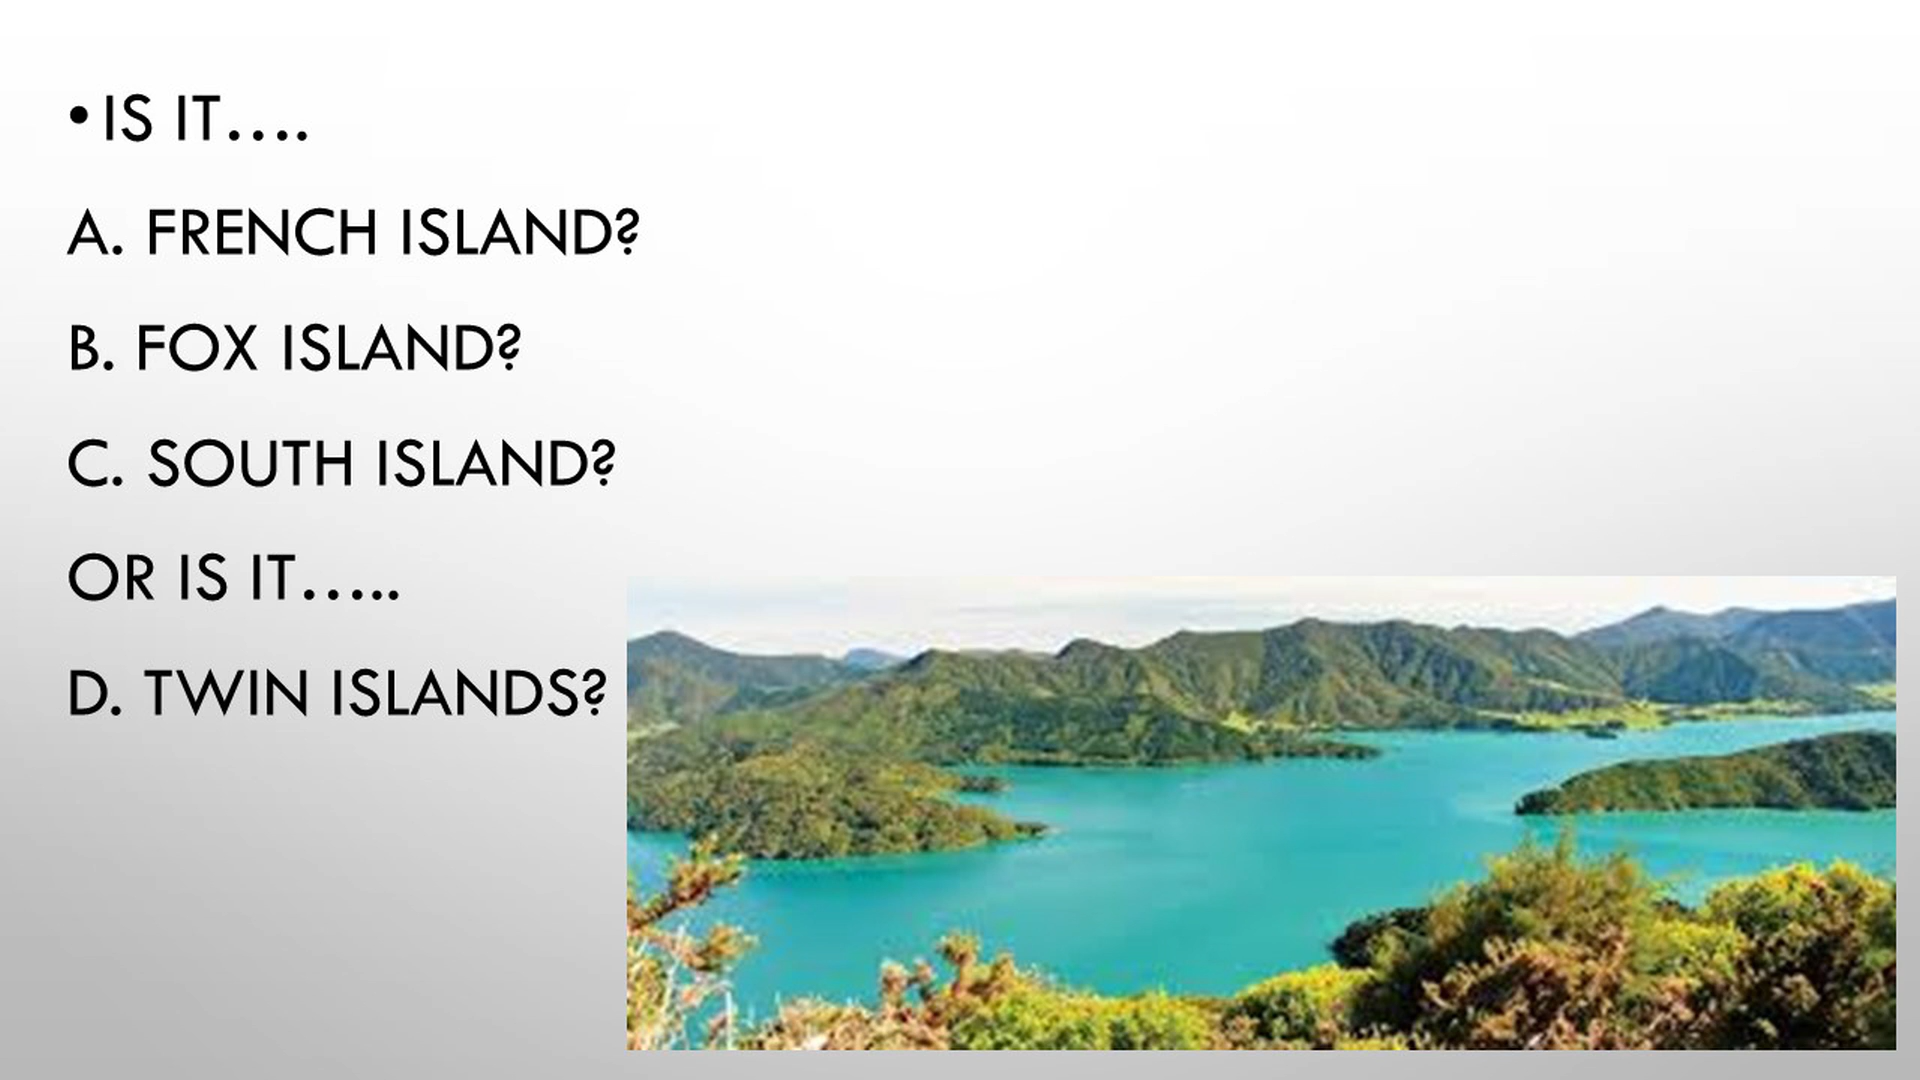 • IS IT….
A. FRENCH ISLAND?
B. FOX ISLAND?
C. SOUTH ISLAND?
OR IS IT…..
D. TWIN ISLANDS?